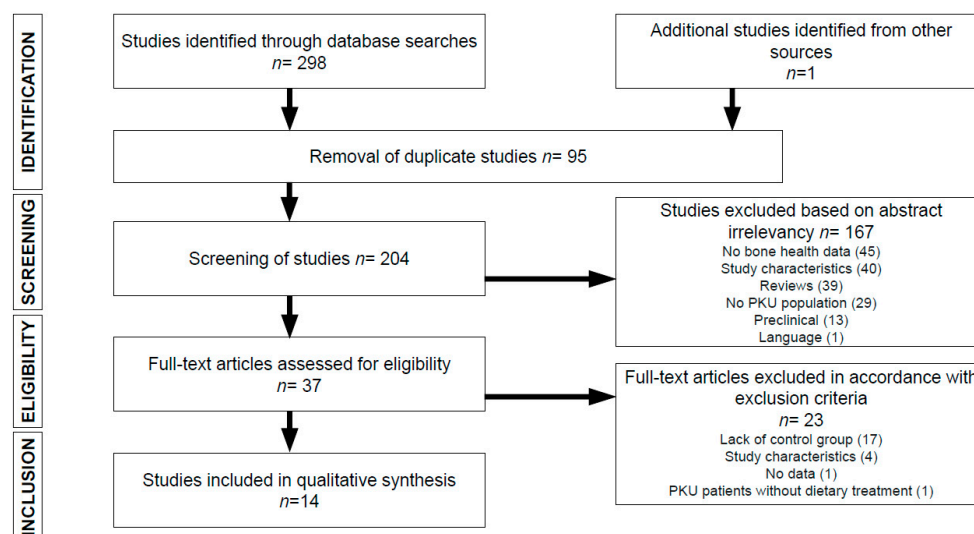 IDENTIFICATION
Studies identified through database searches
n= 298
Additional studies identified from other
sources
n=1
Removal of duplicate studies n= 95
SCREENING
Screening of studies n= 204
Studies excluded based on abstract
irrelevancy n= 167
No bone health data (45)
Study characteristics (40)
Reviews (39)
No PKU population (29)
Preclinical (13)
Language (1)
ELIGIBILITY
Full-text articles assessed for eligibility
n= 37
Full-text articles excluded in accordance with
exclusion criteria
n= 23
Lack of control group (17)
Study characteristics (4)
No data (1)
PKU patients without dietary treatment (1)
INCLUSION
Studies included in qualitative synthesis
n=14